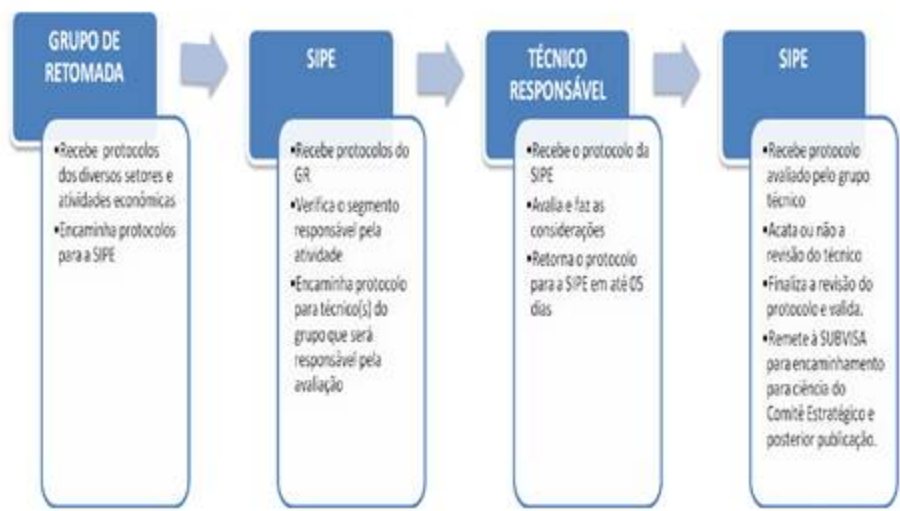 GRUPO DE
RETOMADA
▪Recebe protocolos
dos diversos setores e
atividades econômicas
▪Encaminha protocolos
para a SIPE
SIPE
▪Recebe protocolos do
GR
▪Verifica o segmento
responsável pela
atividade
▪Encaminha protocolo
para técnico(s) do
grupo que será
responsável pela
avaliação
TÉCNICO
RESPONSÁVEL
▪Recebe o protocolo da
SIPE
▪Avalia e faz as
considerações
▪Retorna o protocolo
para a SIPE em até 05
dias
SIPE
▪Recebe protocolo
avaliado pelo grupo
técnico
▪Acata ou não a
revisão do técnico
▪Finaliza a revisão do
protocolo e valida.
▪Remete à SUBVISA
para encaminhamento
para ciência do
Comitê Estratégico e
posterior publicação.